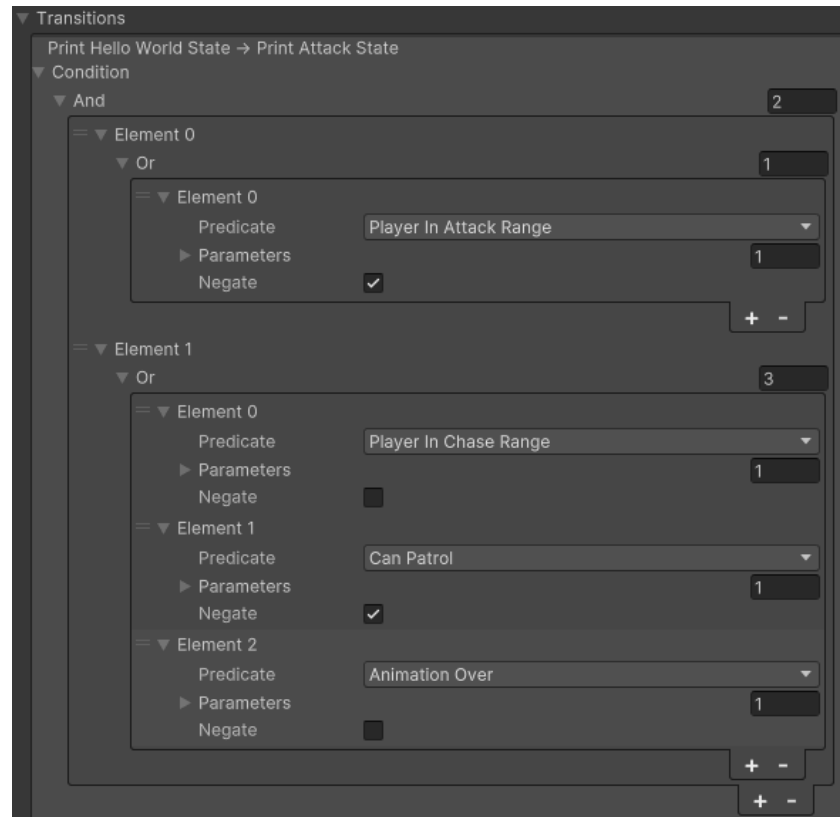 Transitions
Print Hello World State → Print Attack State
Condition
And 2
Element 0
Or 1
Element 0
Predicate Player In Attack Range
Parameters 1
Negate
+ -
Element 1
Or 3
Element 0
Predicate Player In Chase Range
Parameters 1
Negate
Element 1
Predicate Can Patrol
Parameters 1
Negate
Element 2
Predicate Animation Over
Parameters 1
Negate
+ -
+ -